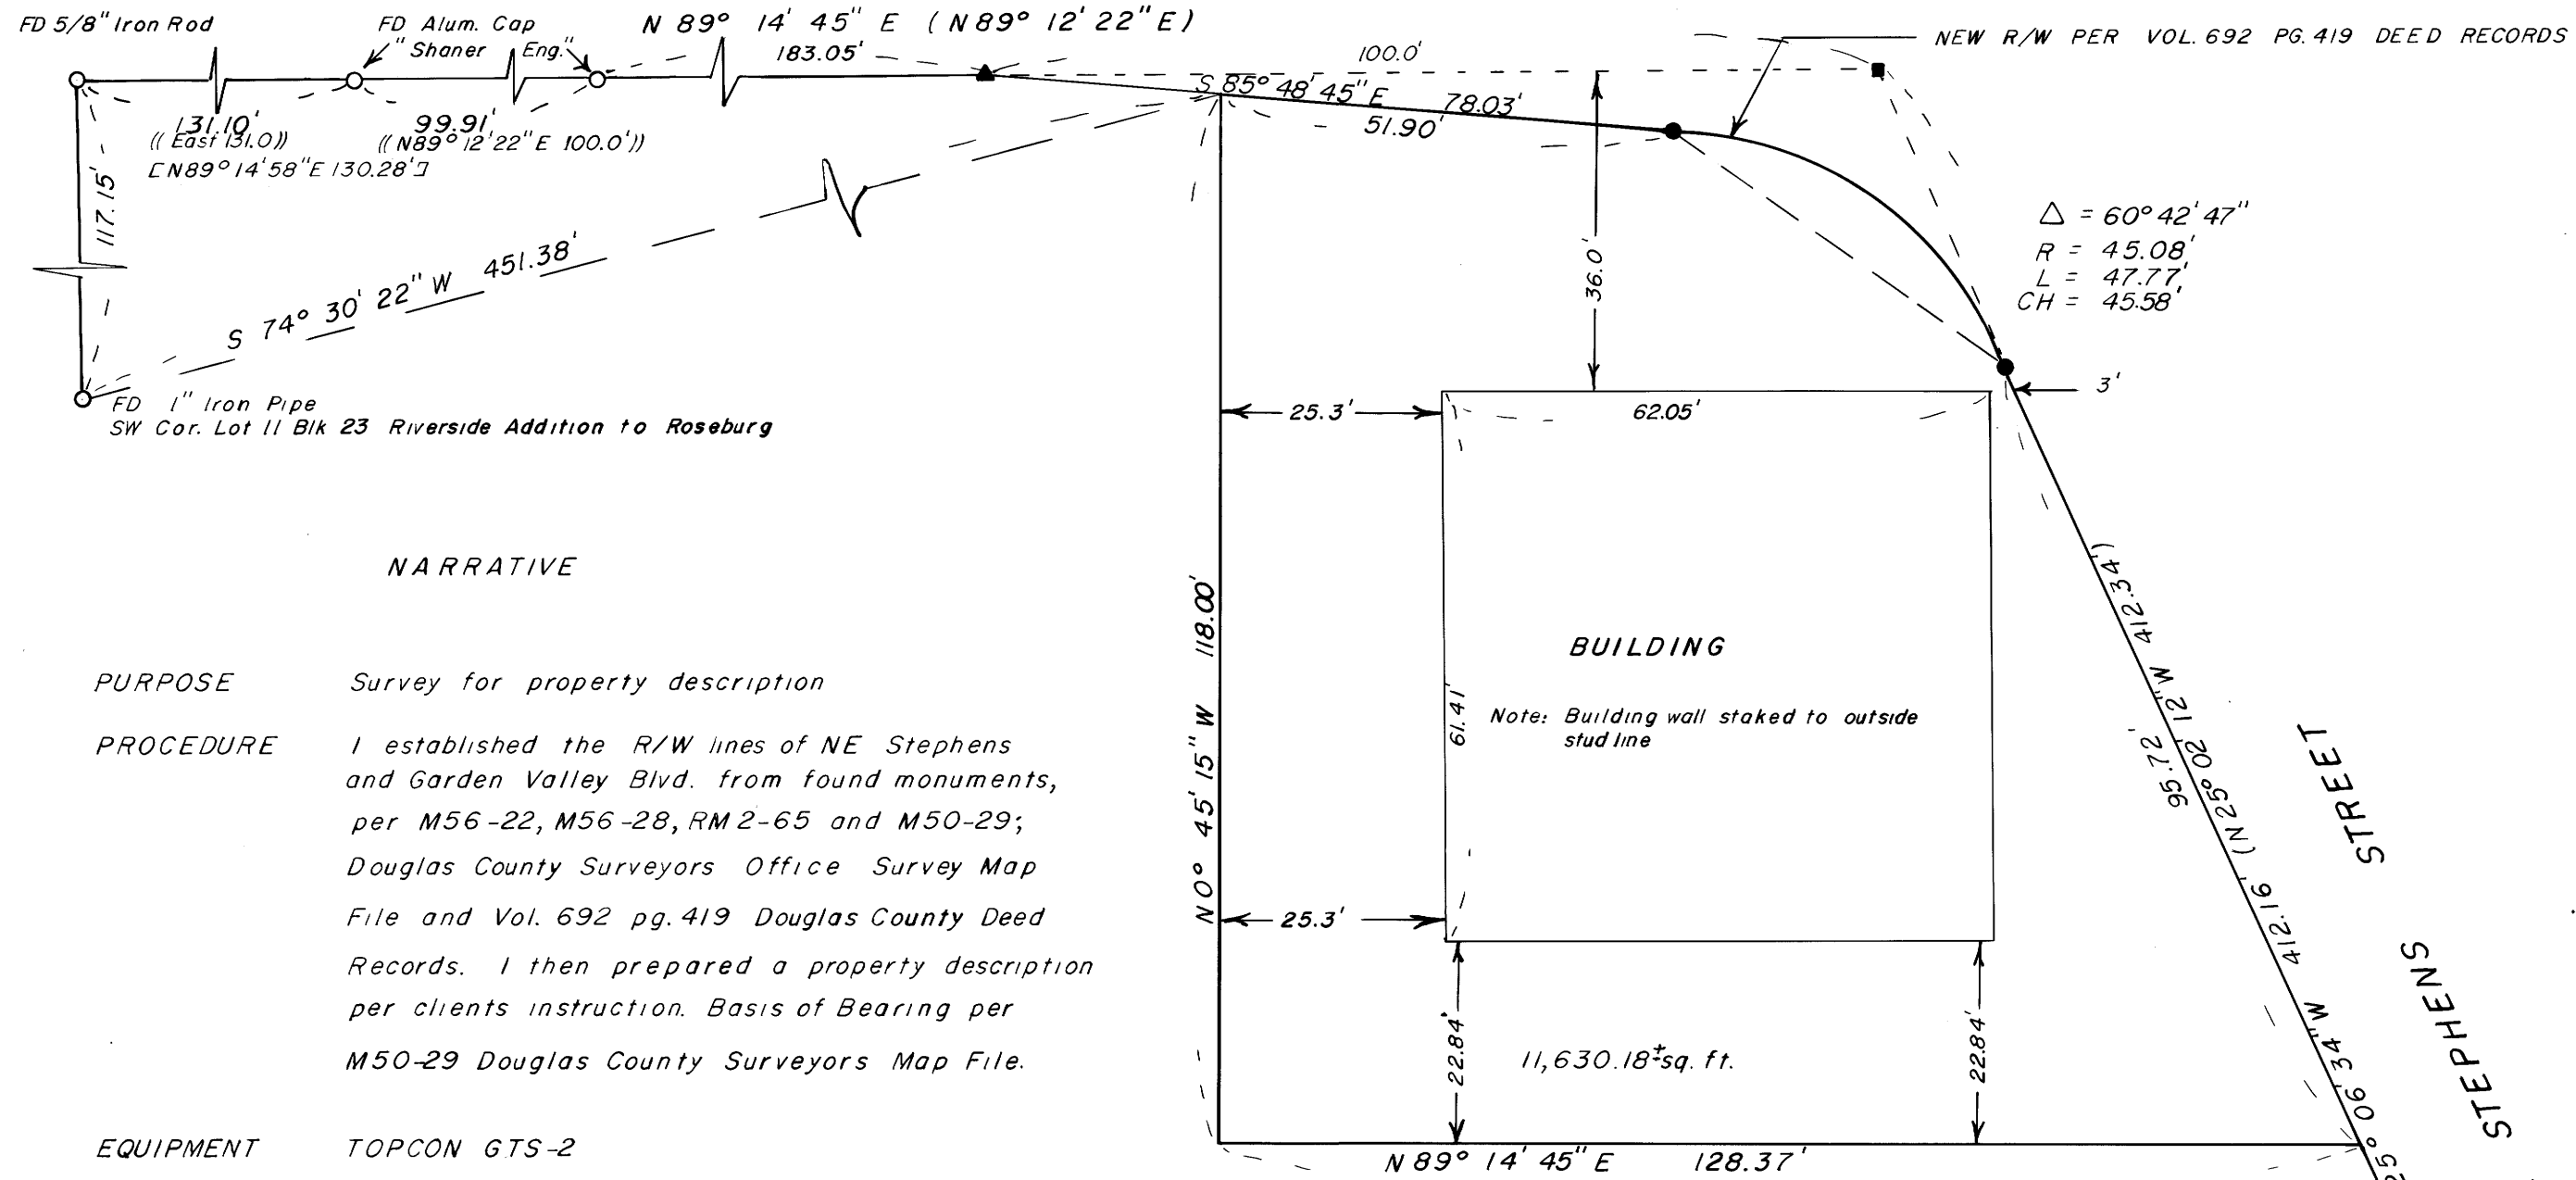 FD 5/8" Iron Rod
FD Alum. Cap
"Shaner Eng."
N 89° 14' 45" E (N89° 12' 22" E)
183.05'
100.0'
NEW R/W PER VOL. 692 PG. 419 DEED RECORDS
S 85° 48' 45" E 78.03'
51.90'
131.10'
((East 131.0))
[N89°14'58"E 130.28']
99.91'
((N89°12'22"E 100.0'))
117.15'
S 74° 30' 22" W 451.38'
FD 1" Iron Pipe
SW Cor. Lot 11 Blk 23 Riverside Addition to Roseburg
36.0'
△ = 60° 42' 47"
R = 45.08'
L = 47.77'
CH = 45.58'
3'
25.3'
62.05'
NARRATIVE
PURPOSE Survey for property description
PROCEDURE I established the R/W lines of NE Stephens
and Garden Valley Blvd. from found monuments,
per M56-22, M56-28, RM2-65 and M50-29;
Douglas County Surveyors Office Survey Map
File and Vol. 692 pg. 419 Douglas County Deed
Records. I then prepared a property description
per clients instruction. Basis of Bearing per
M50-29 Douglas County Surveyors Map File.
EQUIPMENT TOPCON GTS-2
N 0° 45' 15" W 118.00'
BUILDING
61.41'
Note: Building wall staked to outside
stud line
25.3'
22.84'
11,630.18± sq. ft.
22.84'
N 89° 14' 45" E 128.37'
95.72'
25° 06' 34" W 412.16' (N 25° 02' 12" W 412.34')
STEPHENS STREET